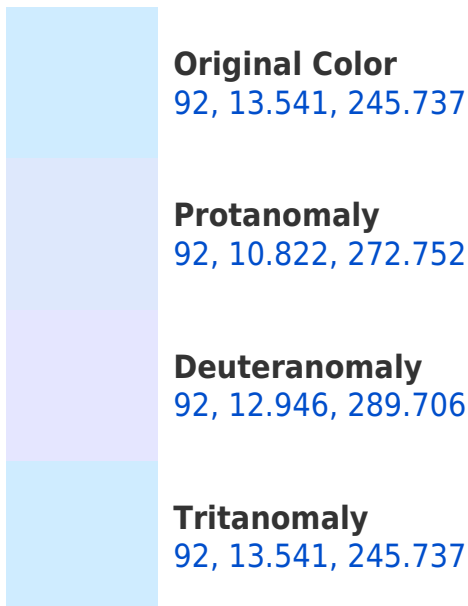 Original Color
92, 13.541, 245.737
Protanomaly
92, 10.822, 272.752
Deuteranomaly
92, 12.946, 289.706
Tritanomaly
92, 13.541, 245.737